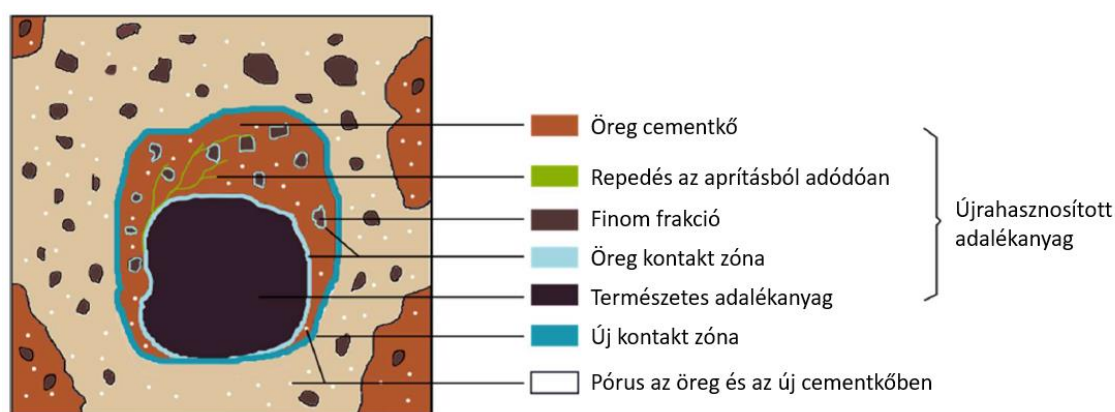 Öreg cementkő
Repedés az aprításból adódóan
Finom frakció
Öreg kontakt zóna
Természetes adalékanyag
Új kontakt zóna
Pórus az öreg és az új cementkőben
Újrahasznosított
adalékanyag